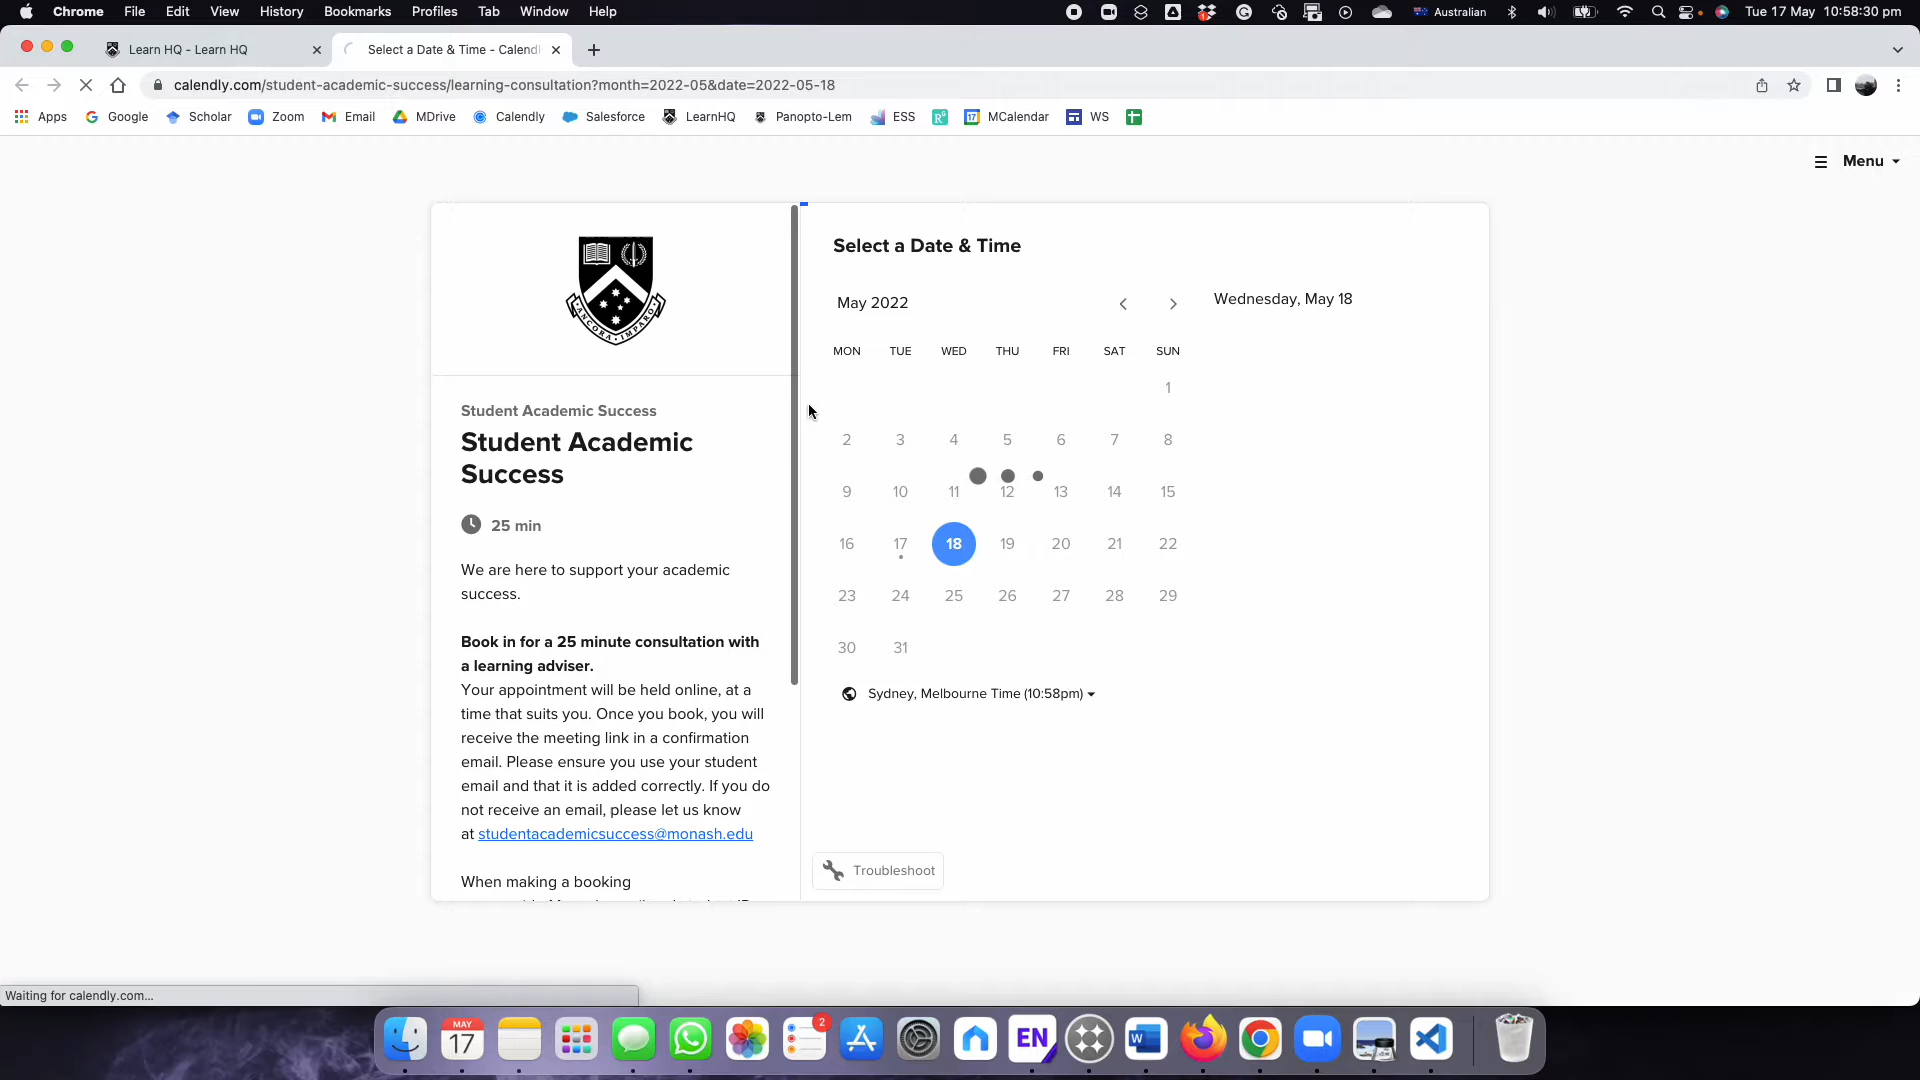 Chrome File Edit View History Bookmarks Profiles Tab Window Help
Australian Tue 17 May 10:58:30 pm
Learn HQ - Learn HQ
Select a Date & Time - Calendl
calendly.com/student-academic-success/learning-consultation?month=2022-05&date=2022-05-18
Apps Google Scholar Zoom Email MDrive Calendly Salesforce LearnHQ Panopto-Lem ESS MCalendar WS
Menu
ANCORA IMPARO
Student Academic Success
Student Academic
Success
25 min
We are here to support your academic
success.
Book in for a 25 minute consultation with
a learning adviser.
Your appointment will be held online, at a
time that suits you. Once you book, you will
receive the meeting link in a confirmation
email. Please ensure you use your student
email and that it is added correctly. If you do
not receive an email, please let us know
at studentacademicsuccess@monash.edu
When making a booking
Select a Date & Time
May 2022
Wednesday, May 18
MON TUE WED THU FRI SAT SUN
1
2 3 4 5 6 7 8
9 10 11 12 13 14 15
16 17 18 19 20 21 22
23 24 25 26 27 28 29
30 31
Sydney, Melbourne Time (10:58pm)
Troubleshoot
Waiting for calendly.com...
MAY
17
2
EN